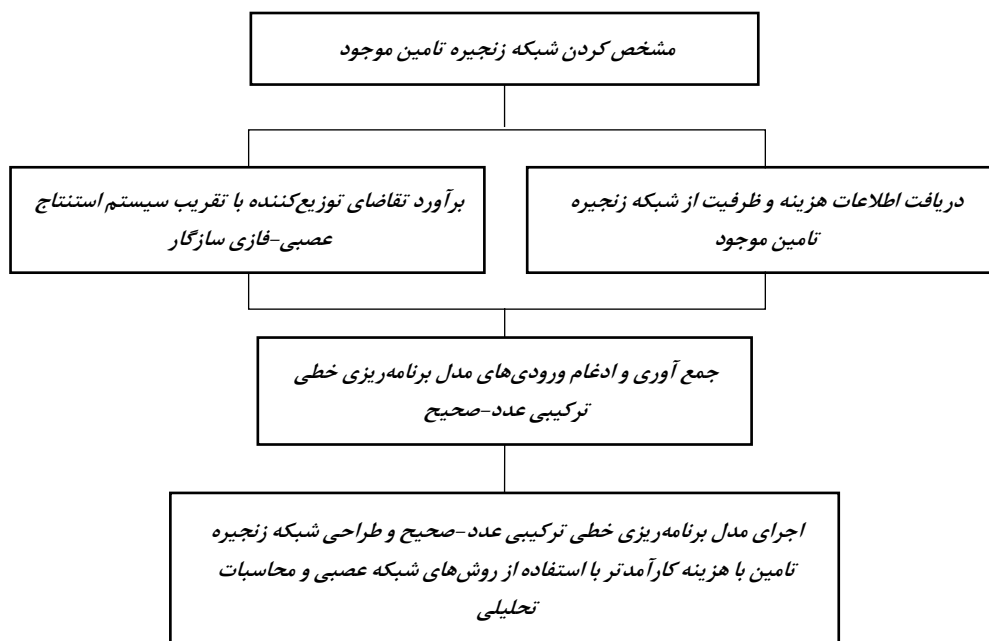 مشخص کردن شبکه زنجیره تامین موجود
دریافت اطلاعات هزینه و ظرفیت از شبکه زنجیره
تامین موجود
برآورد تقاضای توزیع‌کننده با تقریب سیستم استنتاج
عصبی-فازی سازگار
جمع آوری و ادغام ورودی‌های مدل برنامه‌ریزی خطی
ترکیبی عدد-صحیح
اجرای مدل برنامه‌ریزی خطی ترکیبی عدد-صحیح و طراحی شبکه زنجیره
تامین با هزینه کارآمدتر با استفاده از روش‌های شبکه عصبی و محاسبات
تحلیلی